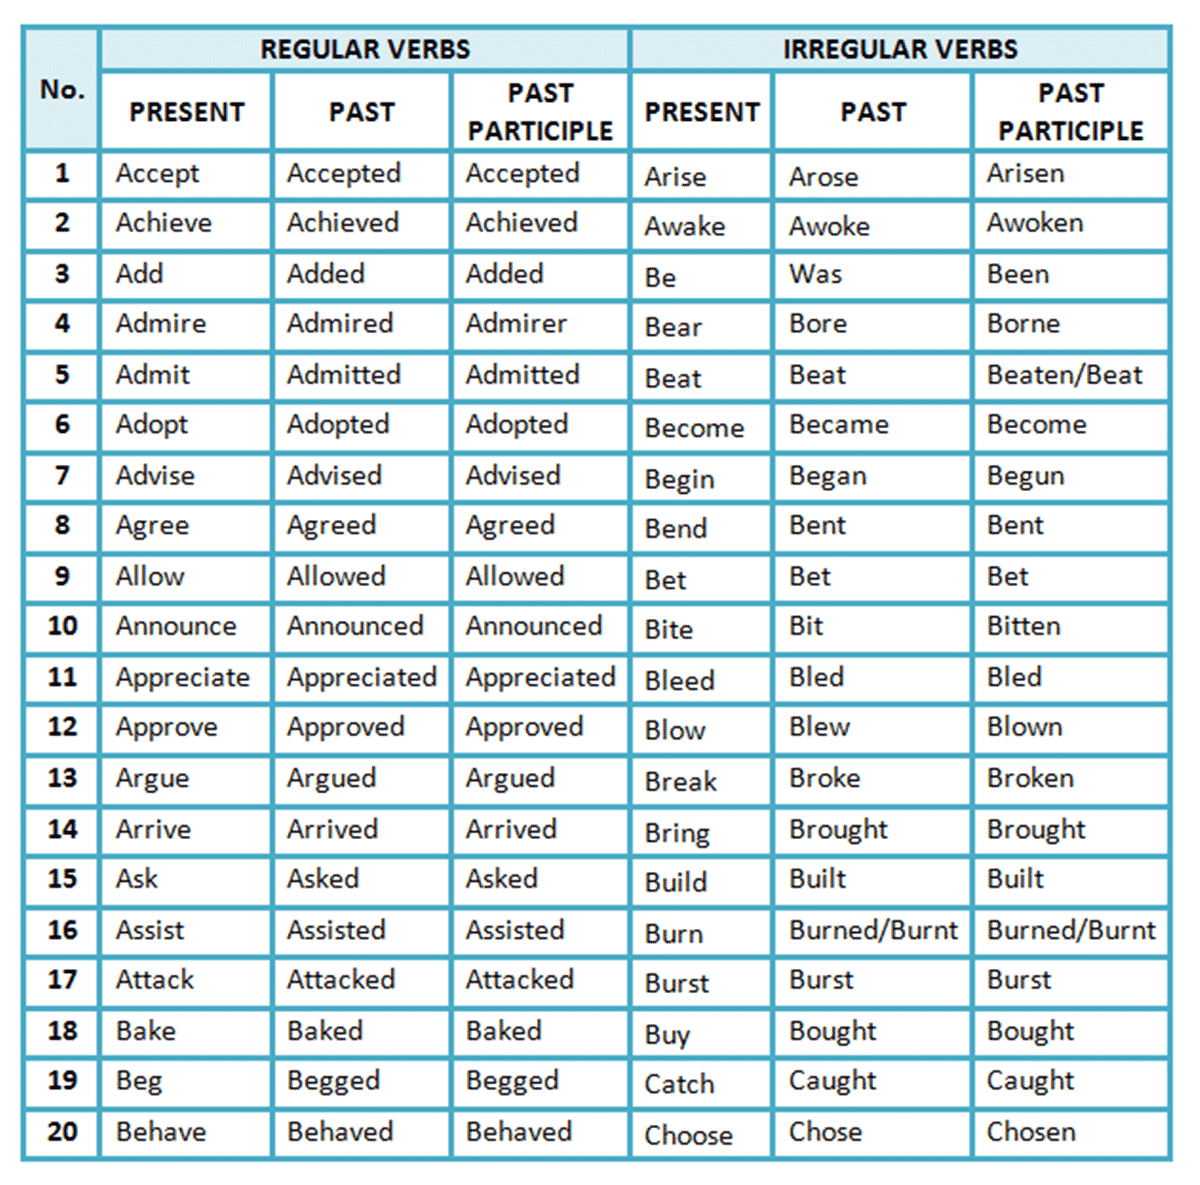 No. REGULAR VERBS IRREGULAR VERBS
PRESENT PAST PAST PARTICIPLE PRESENT PAST PAST PARTICIPLE
1 Accept Accepted Accepted Arise Arose Arisen
2 Achieve Achieved Achieved Awake Awoke Awoken
3 Add Added Added Be Was Been
4 Admire Admired Admirer Bear Bore Borne
5 Admit Admitted Admitted Beat Beat Beaten/Beat
6 Adopt Adopted Adopted Become Became Become
7 Advise Advised Advised Begin Began Begun
8 Agree Agreed Agreed Bend Bent Bent
9 Allow Allowed Allowed Bet Bet Bet
10 Announce Announced Announced Bite Bit Bitten
11 Appreciate Appreciated Appreciated Bleed Bled Bled
12 Approve Approved Approved Blow Blew Blown
13 Argue Argued Argued Break Broke Broken
14 Arrive Arrived Arrived Bring Brought Brought
15 Ask Asked Asked Build Built Built
16 Assist Assisted Assisted Burn Burned/Burnt Burned/Burnt
17 Attack Attacked Attacked Burst Burst Burst
18 Bake Baked Baked Buy Bought Bought
19 Beg Begged Begged Catch Caught Caught
20 Behave Behaved Behaved Choose Chose Chosen